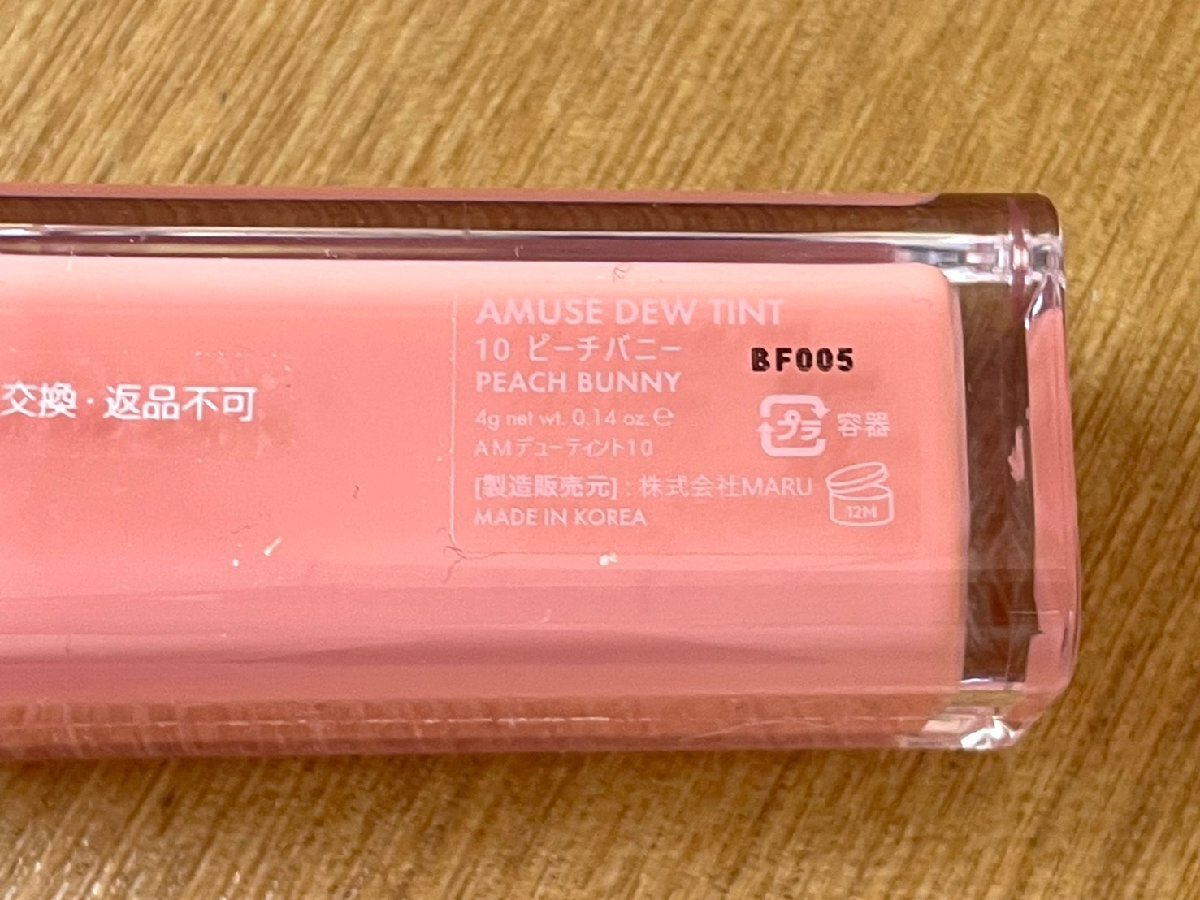 交換・返品不可
AMUSE DEW TINT
10 ピーチバニー
PEACH BUNNY
4g net wt. 0.14 oz. ℮
AMデューティント10
[製造販売元] : 株式会社MARU
MADE IN KOREA
BF005
プラ 容器
12M